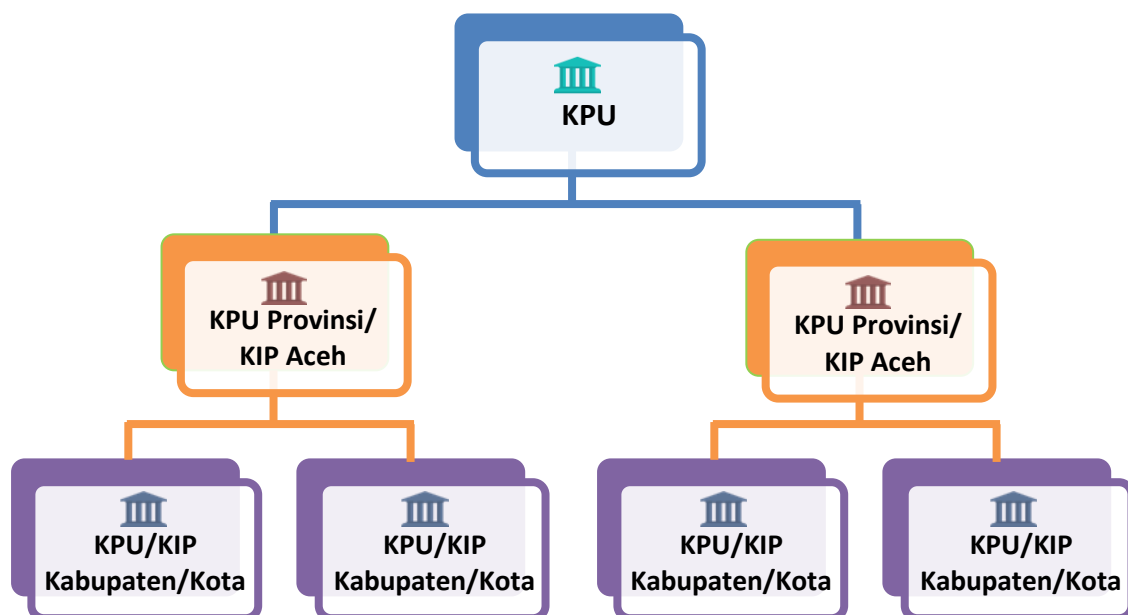 KPU
KPU Provinsi/
KIP Aceh
KPU Provinsi/
KIP Aceh
KPU/KIP
Kabupaten/Kota
KPU/KIP
Kabupaten/Kota
KPU/KIP
Kabupaten/Kota
KPU/KIP
Kabupaten/Kota